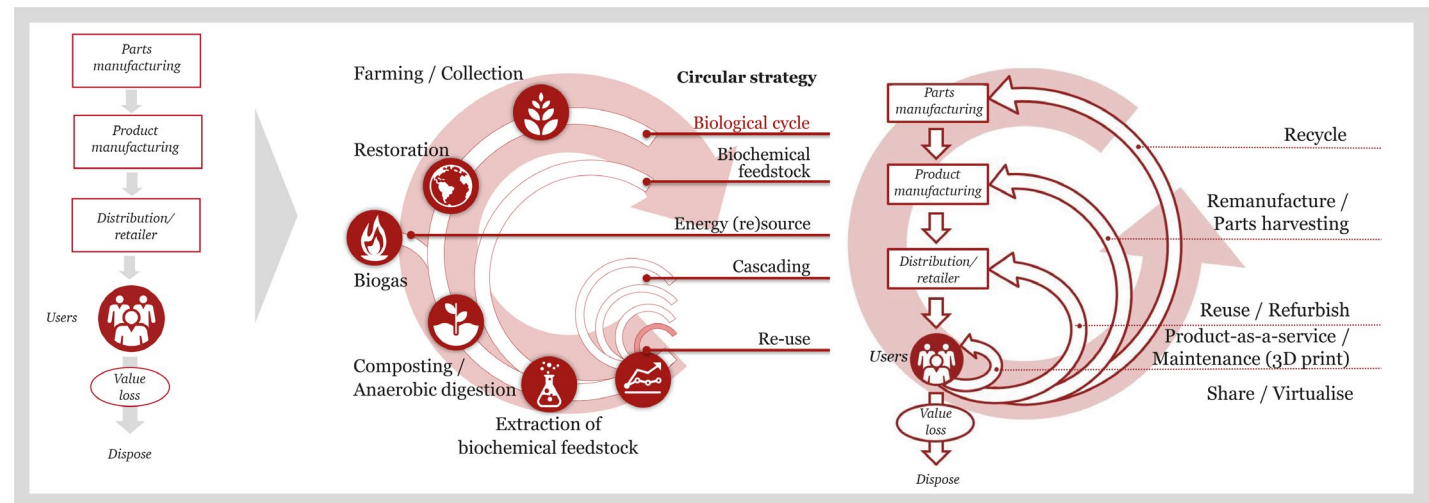 Parts
manufacturing
Product
manufacturing
Distribution/
retailer
Users
Value
loss
Dispose
Circular strategy
Farming / Collection
Restoration
Biogas
Composting /
Anaerobic digestion
Extraction of
biochemical feedstock
Biological cycle
Biochemical
feedstock
Energy (re)source
Cascading
Re-use
Parts
manufacturing
Product
manufacturing
Distribution/
retailer
Users
Value
loss
Dispose
Recycle
Remanufacture /
Parts harvesting
Reuse / Refurbish
Product-as-a-service /
Maintenance (3D print)
Share / Virtualise